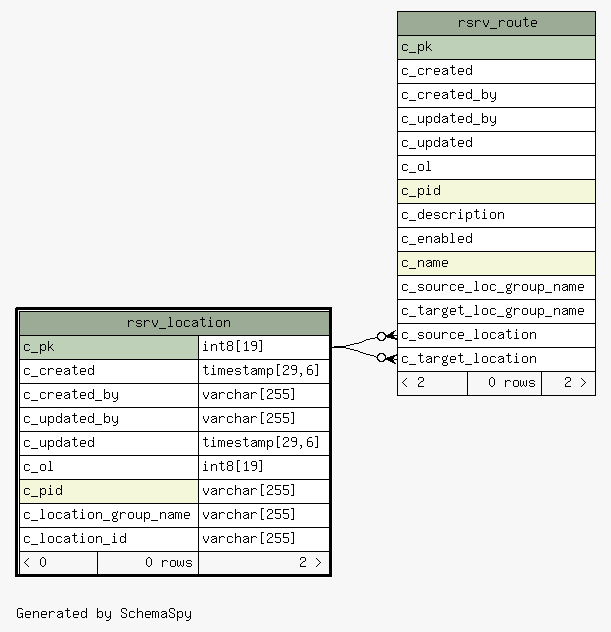 rsrv_route
c_pk
c_created
c_created_by
c_updated_by
c_updated
c_ol
c_pid
c_description
c_enabled
c_name
c_source_loc_group_name
c_target_loc_group_name
c_source_location
c_target_location
< 2 0 rows 2 >
rsrv_location
c_pk int8[19]
c_created timestamp[29,6]
c_created_by varchar[255]
c_updated_by varchar[255]
c_updated timestamp[29,6]
c_ol int8[19]
c_pid varchar[255]
c_location_group_name varchar[255]
c_location_id varchar[255]
< 0 0 rows 2 >
Generated by SchemaSpy